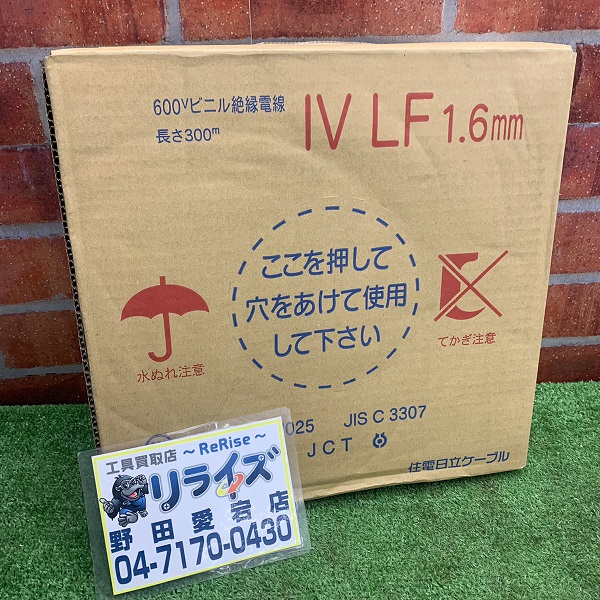 600Vビニル絶縁電線
長さ300m
IV LF 1.6mm
ここを押して
穴をあけて使用
して下さい
水ぬれ注意
てかぎ注意
JIS C 3307
JCT
住電日立ケーブル
工具買取店 ～ReRise～
リライズ
野田愛宕店
04-7170-0430